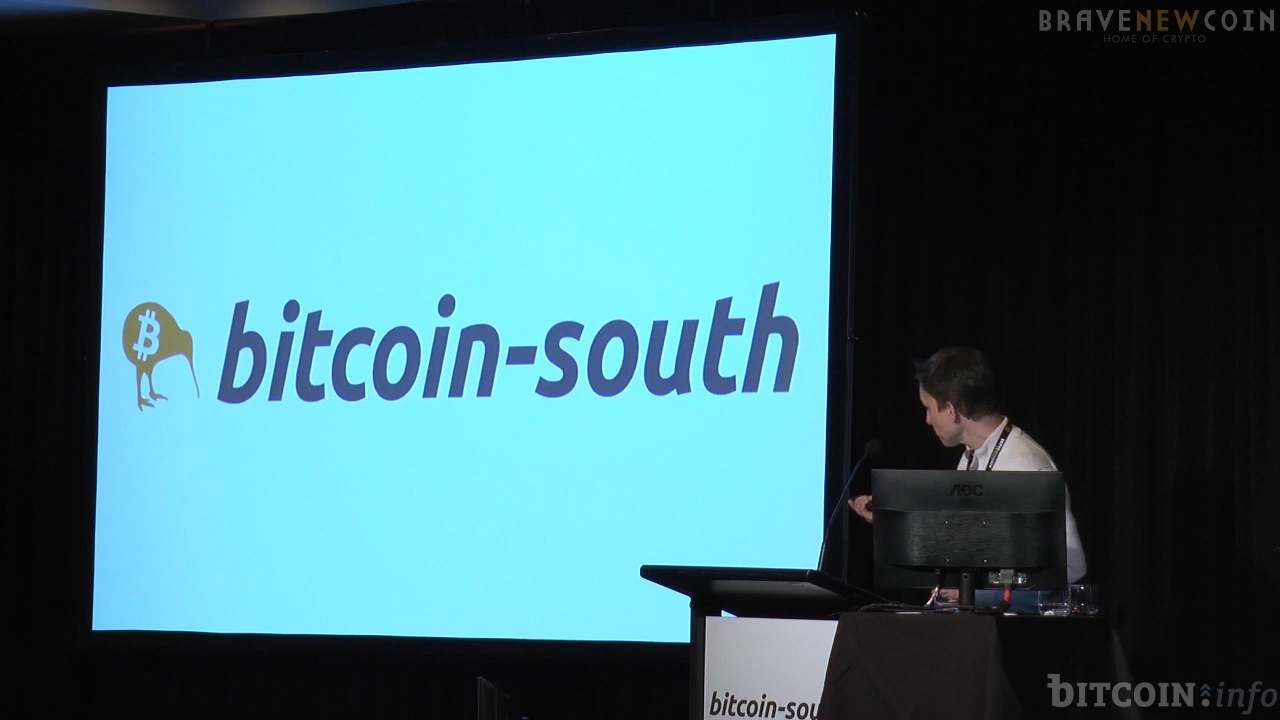 BRAVENEWCOIN
HOME OF CRYPTO
bitcoin-south
AOC
bitcoin-sou
BITCOIN:info